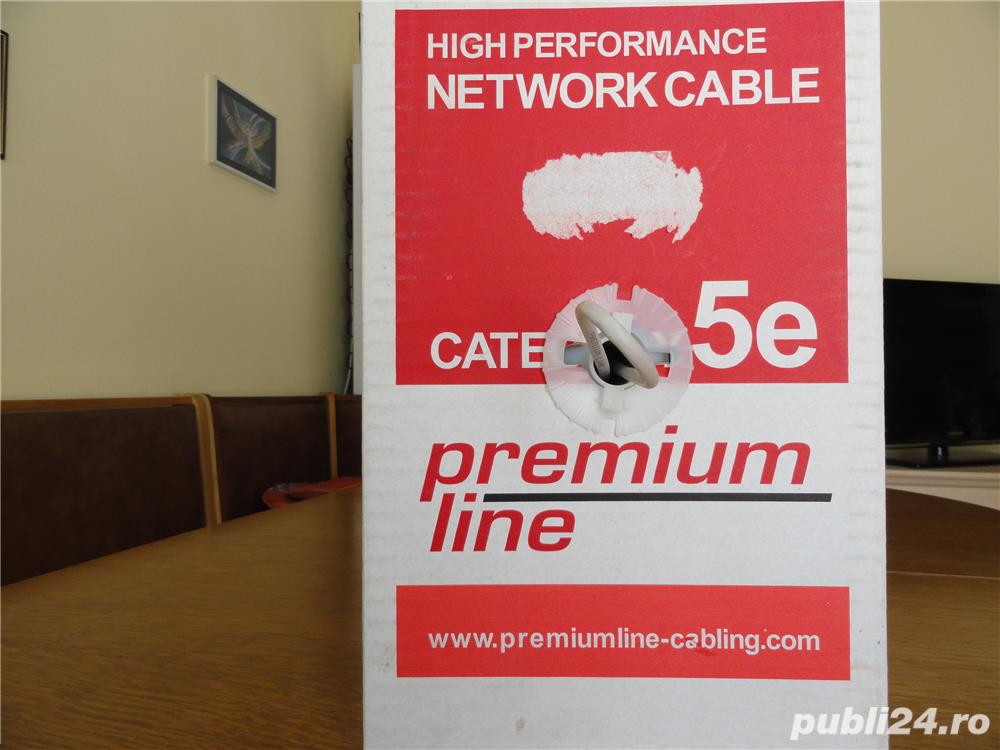 HIGH PERFORMANCE
NETWORK CABLE
CATE 5e
premium
line
www.premiumline-cabling.com
publi24.ro